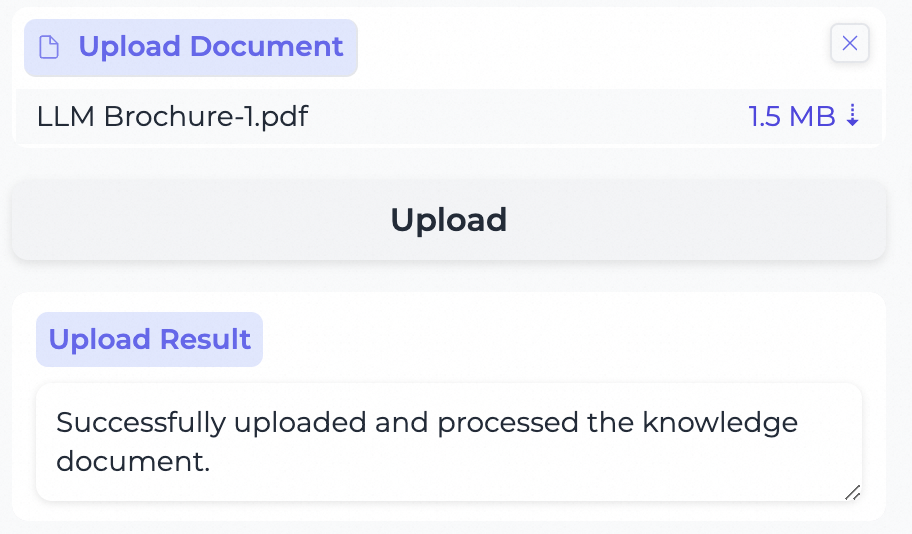 Upload Document
LLM Brochure-1.pdf 1.5 MB ⇣
Upload
Upload Result
Successfully uploaded and processed the knowledge
document.